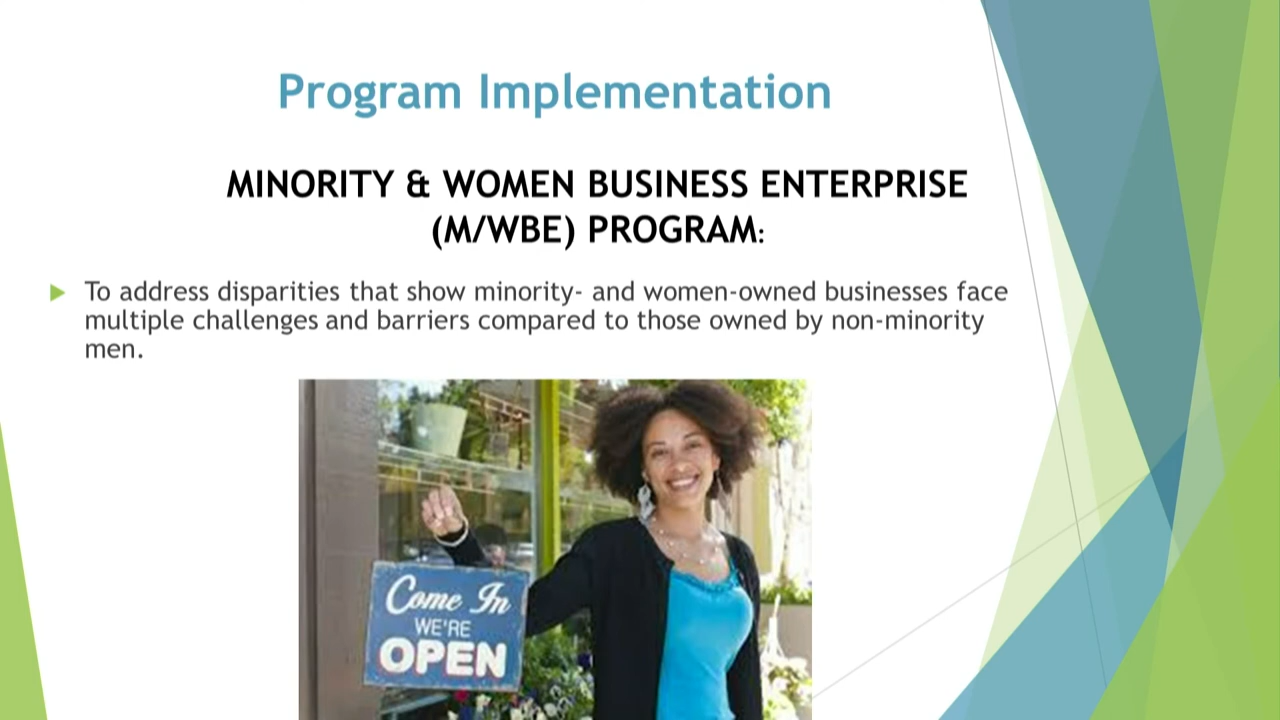 Program Implementation
MINORITY & WOMEN BUSINESS ENTERPRISE
(M/WBE) PROGRAM:
To address disparities that show minority- and women-owned businesses face
multiple challenges and barriers compared to those owned by non-minority
men.
Come In
WE'RE
OPEN